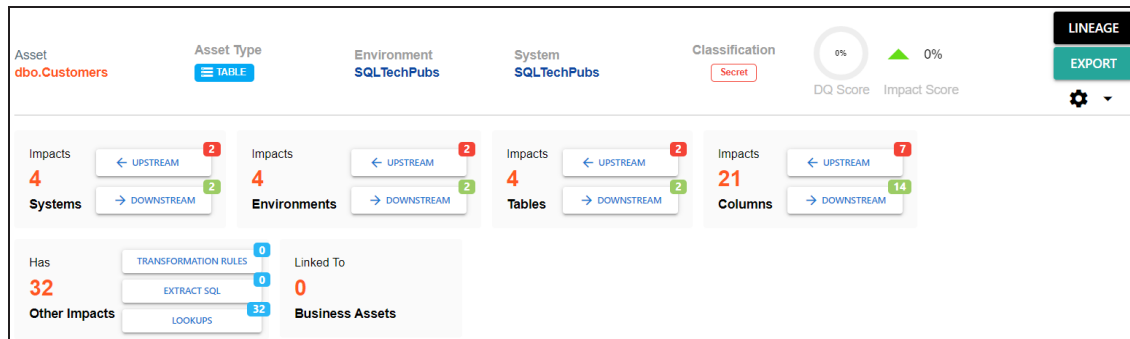 Asset
dbo.Customers
Asset Type
TABLE
Environment
SQLTechPubs
System
SQLTechPubs
Classification
Secret
0%
DQ Score
0%
Impact Score
LINEAGE
EXPORT
Impacts
4
Systems
UPSTREAM
2
DOWNSTREAM
2
Impacts
4
Environments
UPSTREAM
2
DOWNSTREAM
2
Impacts
4
Tables
UPSTREAM
2
DOWNSTREAM
2
Impacts
21
Columns
UPSTREAM
7
DOWNSTREAM
14
Has
32
Other Impacts
TRANSFORMATION RULES
0
EXTRACT SQL
0
LOOKUPS
32
Linked To
0
Business Assets